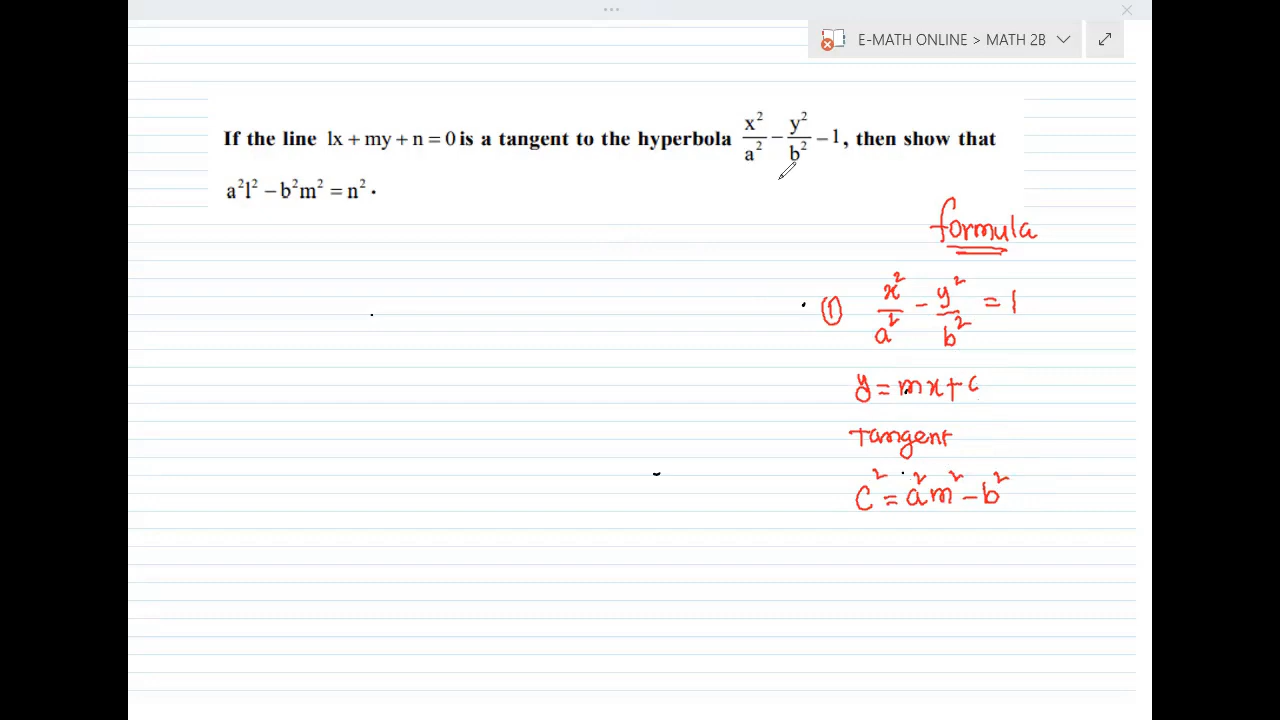 E-MATH ONLINE > MATH 2B
If the line lx + my + n = 0 is a tangent to the hyperbola x²/a² − y²/b² − 1, then show that
a²l² − b²m² = n².
formula
① x²/a² − y²/b² = 1
y = mx + c
Tangent
C² = a²m² − b²